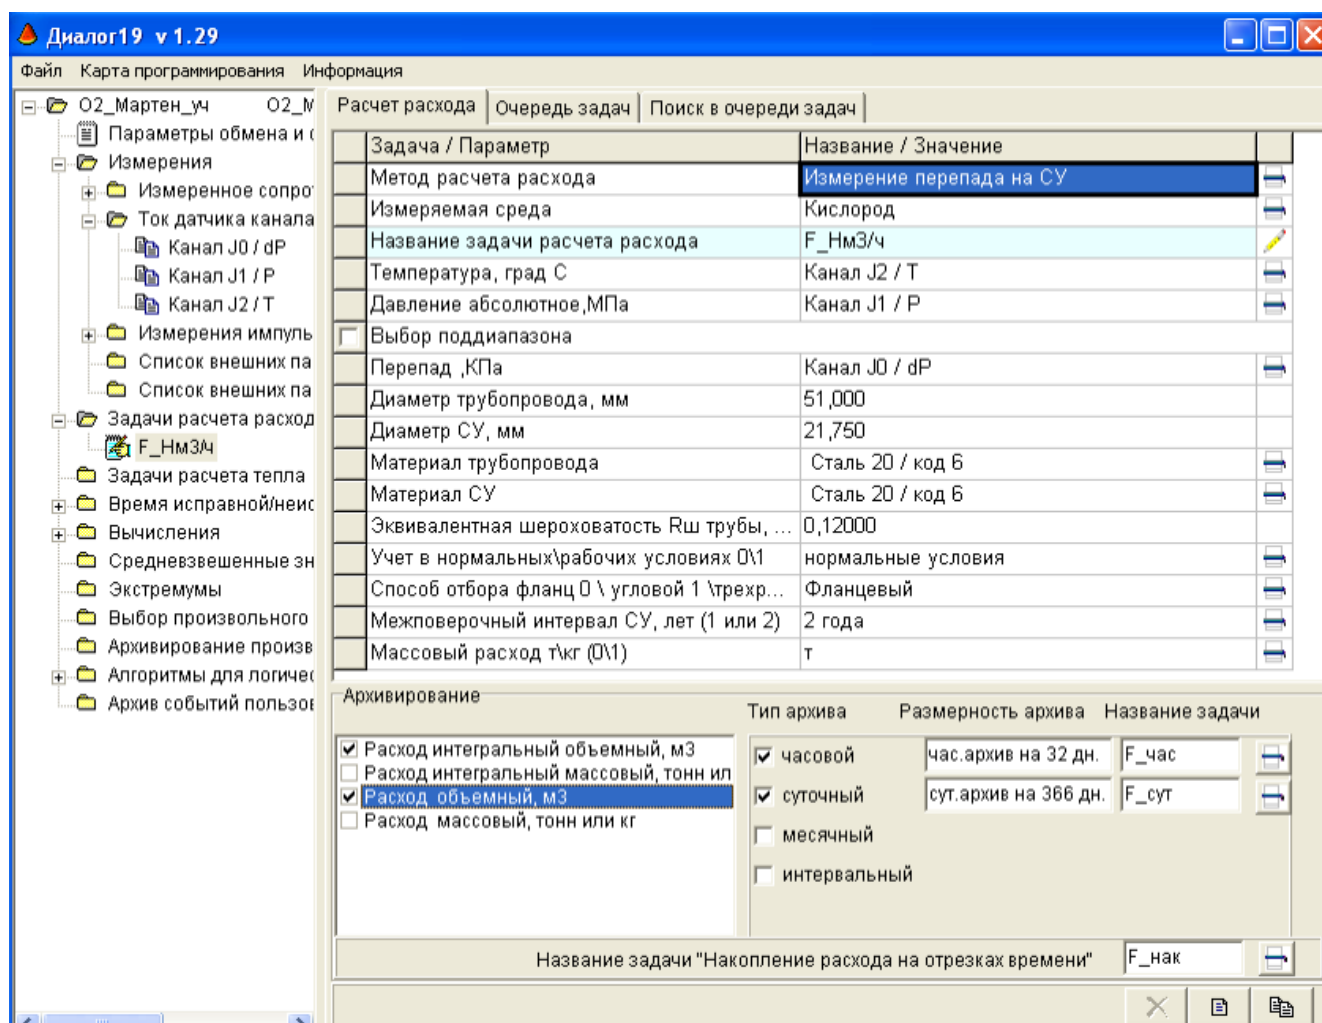 Диалог19 v 1.29
Файл Карта программирования Информация
О2_Мартен_уч О2_М
Параметры обмена и с
Измерения
Измеренное сопро
Ток датчика канала
Канал J0 / dP
Канал J1 / P
Канал J2 / T
Измерения импуль
Список внешних па
Список внешних па
Задачи расчета расход
F_Нм3/ч
Задачи расчета тепла
Время исправной/неис
Вычисления
Средневзвешенные зн
Экстремумы
Выбор произвольного
Архивирование произв
Алгоритмы для логичес
Архив событий пользов
Расчет расхода Очередь задач Поиск в очереди задач
Задача / Параметр Название / Значение
Метод расчета расхода Измерение перепада на СУ
Измеряемая среда Кислород
Название задачи расчета расхода F_Нм3/ч
Температура, град С Канал J2 / T
Давление абсолютное,МПа Канал J1 / P
Выбор поддиапазона
Перепад ,КПа Канал J0 / dP
Диаметр трубопровода, мм 51,000
Диаметр СУ, мм 21,750
Материал трубопровода Сталь 20 / код 6
Материал СУ Сталь 20 / код 6
Эквивалентная шероховатость Rш трубы, ... 0,12000
Учет в нормальных\рабочих условиях 0\1 нормальные условия
Способ отбора фланц 0 \ угловой 1 \трехр... Фланцевый
Межповерочный интервал СУ, лет (1 или 2) 2 года
Массовый расход т\кг (0\1) т
Архивирование
Тип архива Размерность архива Название задачи
Расход интегральный объемный, м3
Расход интегральный массовый, тонн ил
Расход объемный, м3
Расход массовый, тонн или кг
часовой час.архив на 32 дн. F_час
суточный сут.архив на 366 дн. F_сут
месячный
интервальный
Название задачи "Накопление расхода на отрезках времени" F_нак